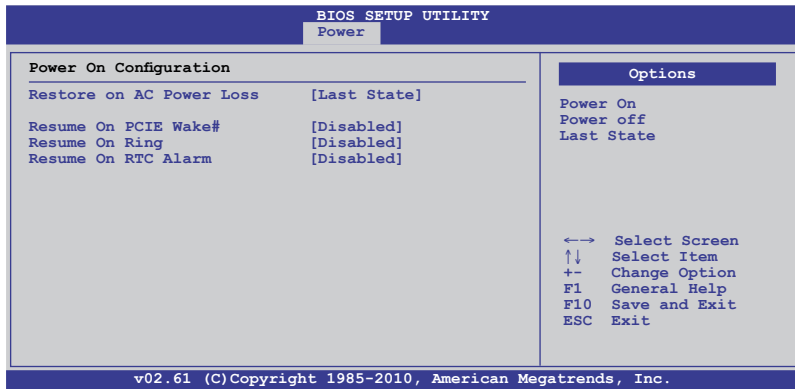 BIOS SETUP UTILITY
Power
Power On Configuration
Restore on AC Power Loss [Last State]
Resume On PCIE Wake# [Disabled]
Resume On Ring [Disabled]
Resume On RTC Alarm [Disabled]
Options
Power On
Power off
Last State
←→ Select Screen
↑↓ Select Item
+- Change Option
F1 General Help
F10 Save and Exit
ESC Exit
v02.61 (C)Copyright 1985-2010, American Megatrends, Inc.